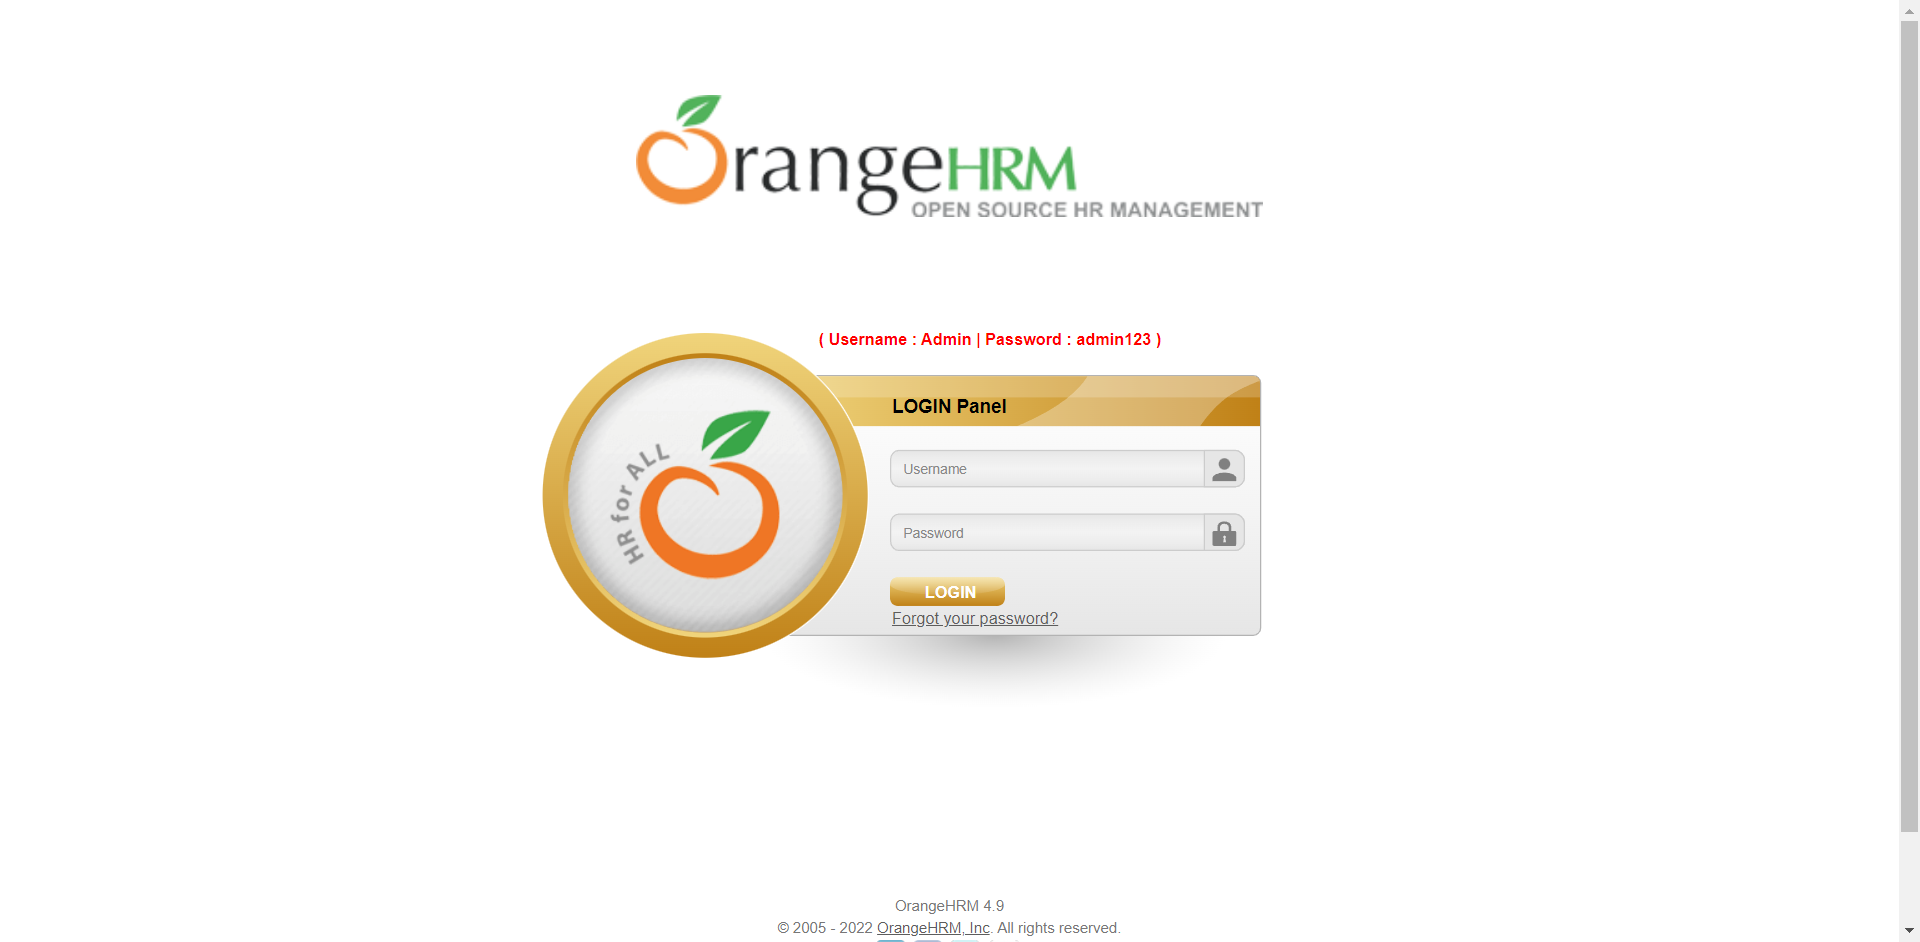 OrangeHRM
OPEN SOURCE HR MANAGEMENT
( Username : Admin | Password : admin123 )
LOGIN Panel
HR for ALL
Username
Password
LOGIN
Forgot your password?
OrangeHRM 4.9
© 2005 - 2022 OrangeHRM, Inc. All rights reserved.